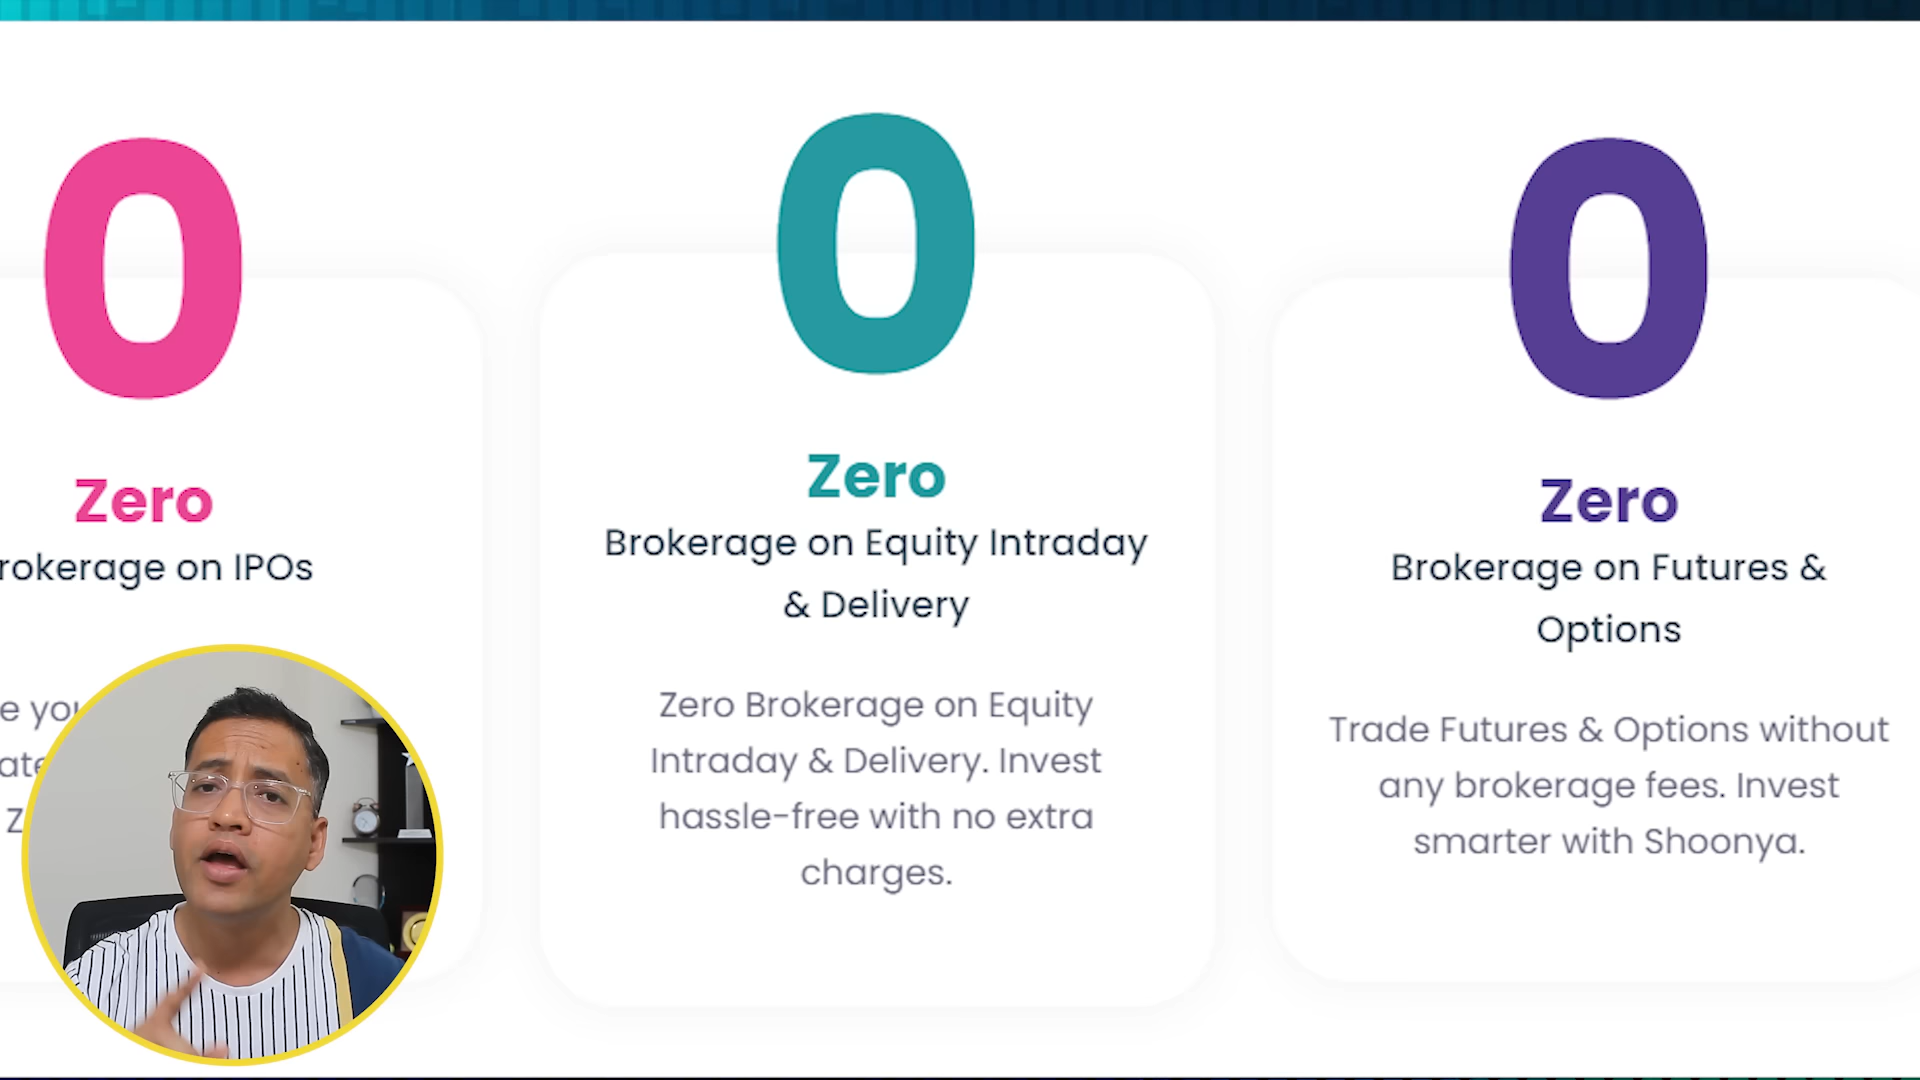 0
Zero
rokerage on IPOs
e you
ate
Z
0
Zero
Brokerage on Equity Intraday
& Delivery
Zero Brokerage on Equity
Intraday & Delivery. Invest
hassle-free with no extra
charges.
0
Zero
Brokerage on Futures &
Options
Trade Futures & Options without
any brokerage fees. Invest
smarter with Shoonya.